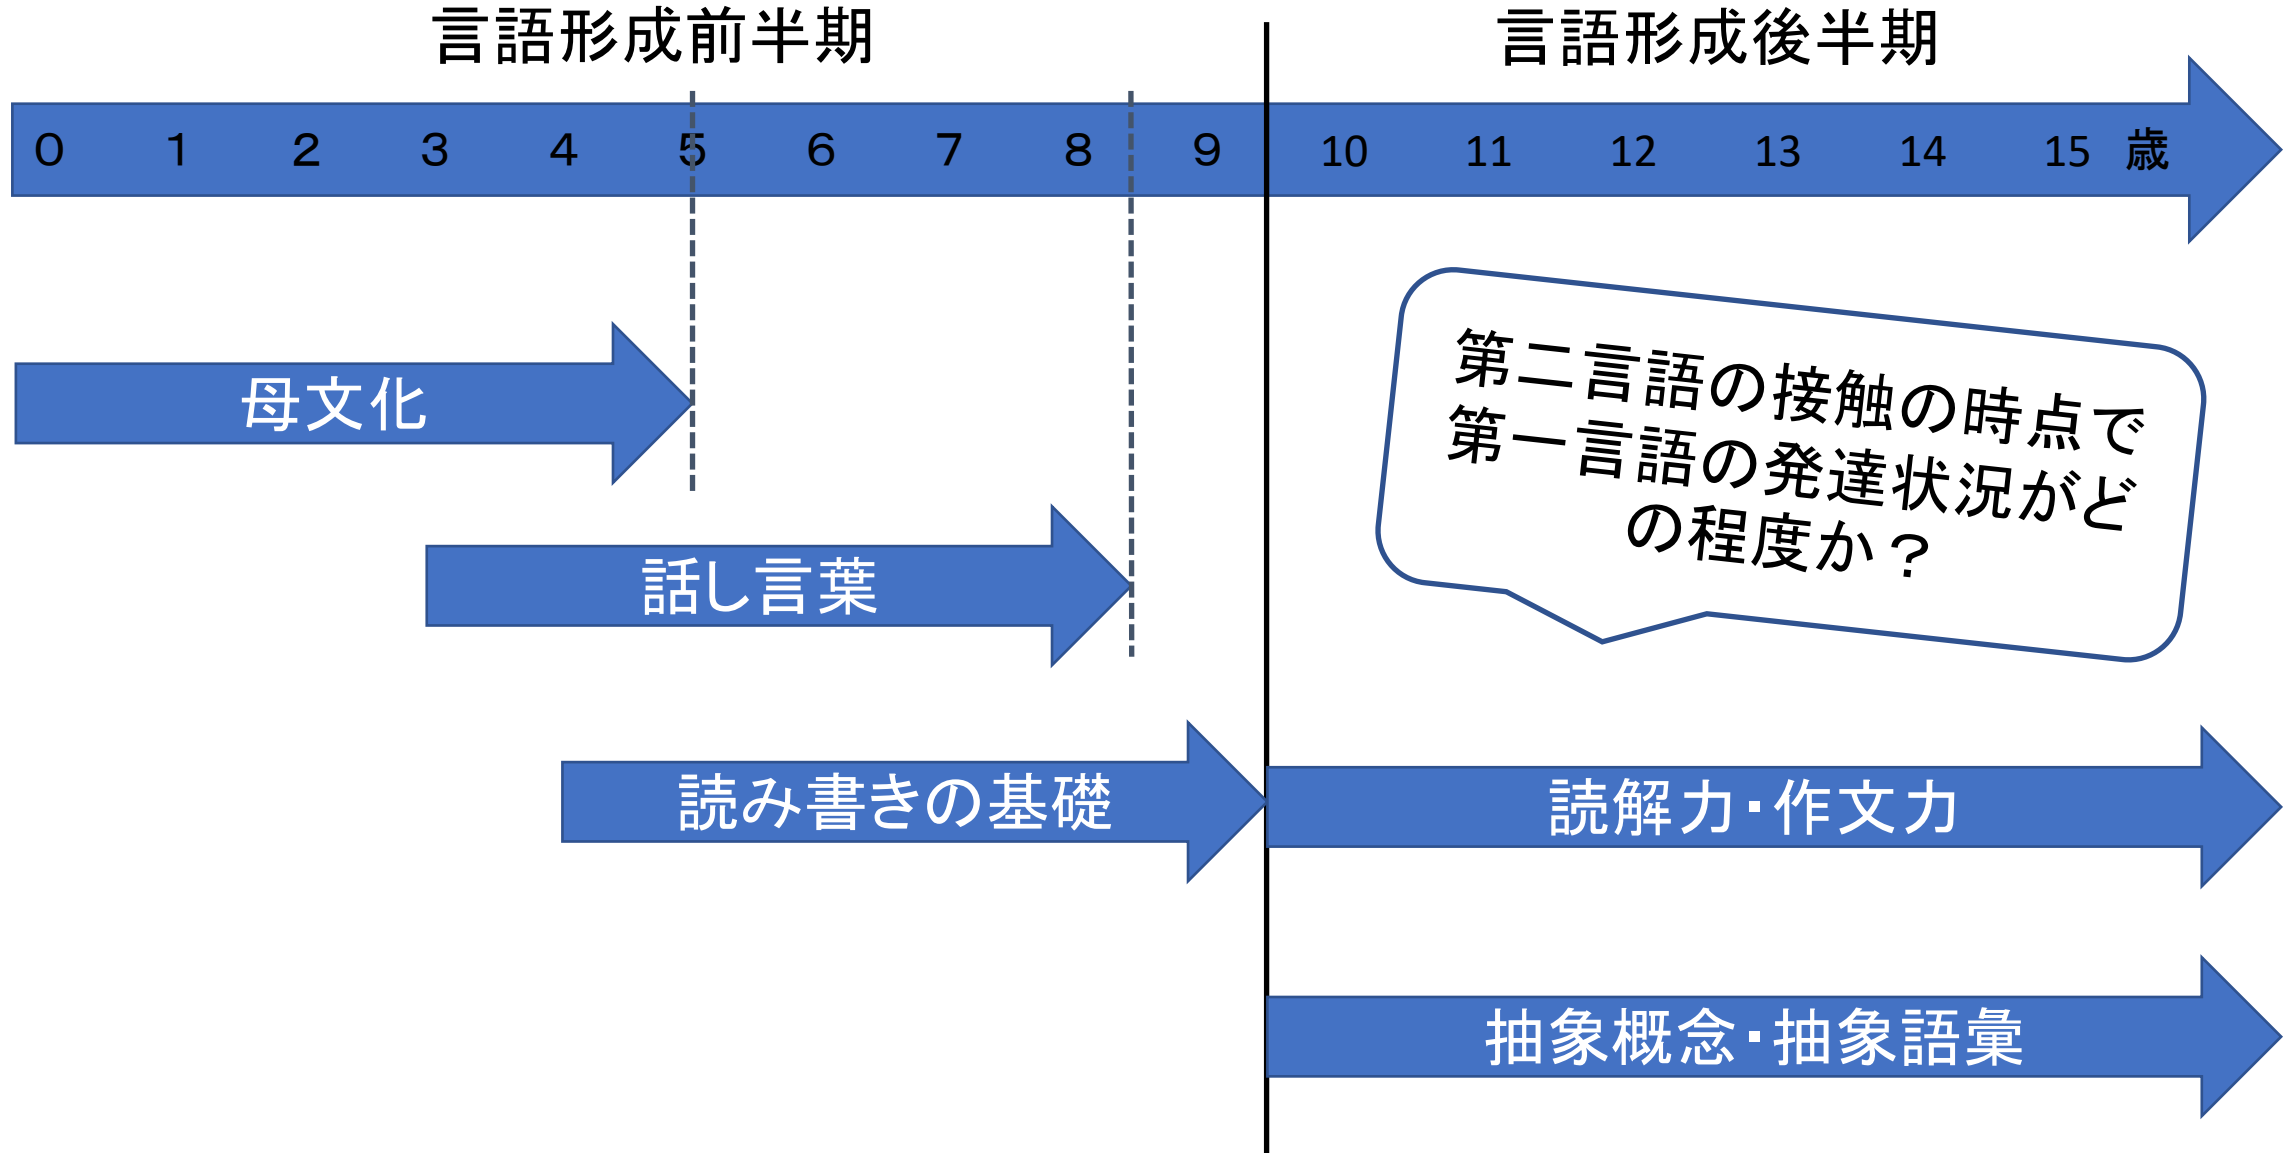 言語形成前半期
言語形成後半期
0 1 2 3 4 5 6 7 8 9 10 11 12 13 14 15 歳
第二言語の接触の時点で
第一言語の発達状況がど
の程度か？
母文化
話し言葉
読み書きの基礎
読解力・作文力
抽象概念・抽象語彙